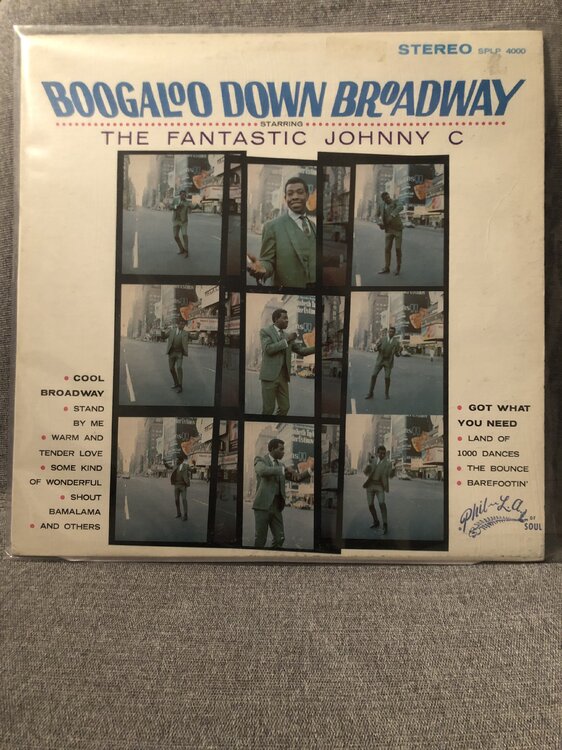 STEREO SPLP 4000
BOOGALOO DOWN BROADWAY
STARRING
THE FANTASTIC JOHNNY C
• COOL
BROADWAY
• STAND
BY ME
• WARM AND
TENDER LOVE
• SOME KIND
OF WONDERFUL
• SHOUT
BAMALAMA
• AND OTHERS
• GOT WHAT
YOU NEED
• LAND OF
1000 DANCES
• THE BOUNCE
• BAREFOOTIN'
Phil-L.A. OF
SOUL